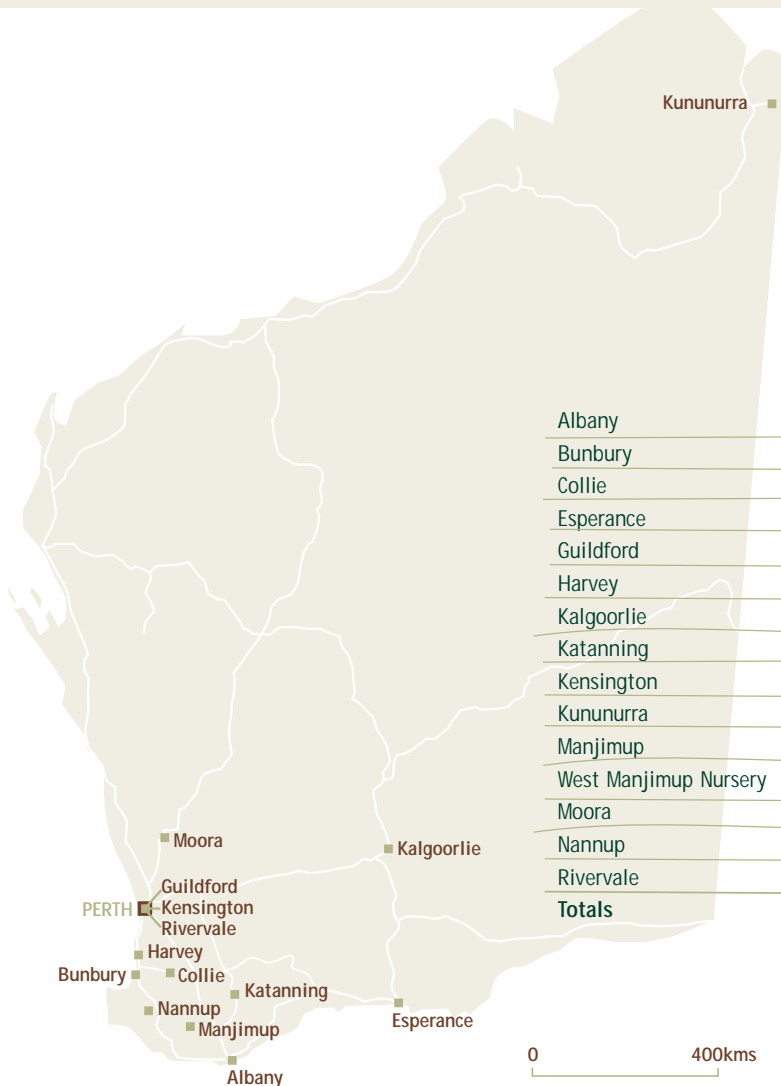 Kununurra
Albany
Bunbury
Collie
Esperance
Guildford
Harvey
Kalgoorlie
Katanning
Kensington
Kununurra
Manjimup
West Manjimup Nursery
Moora
Nannup
Rivervale
Totals
Moora
Kalgoorlie
Guildford
PERTH
Kensington
Rivervale
Harvey
Bunbury
Collie
Katanning
Nannup
Manjimup
Esperance
Albany
0 400kms